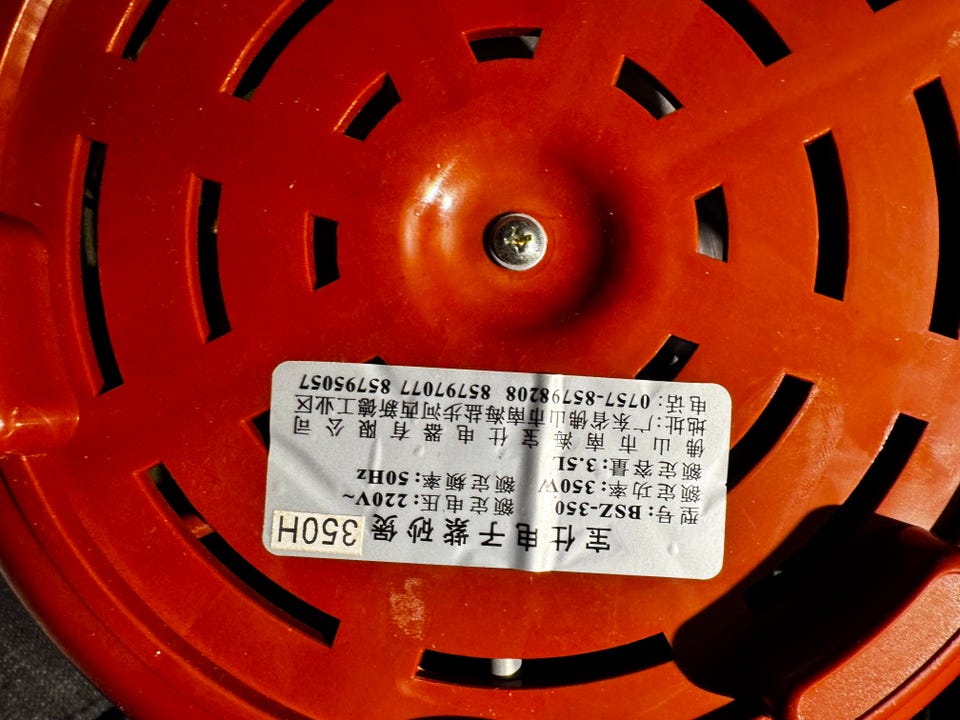 宝仕电子紫砂煲 350H
型号:BSZ-350 额定电压:220V~
额定功率:350W 额定频率:50Hz
额定容量:3.5L
佛山市南海宝仕电器有限公司
地址:广东省佛山市南海盐步河西新德工业区
电话:0757-85798208 85797077 85795057